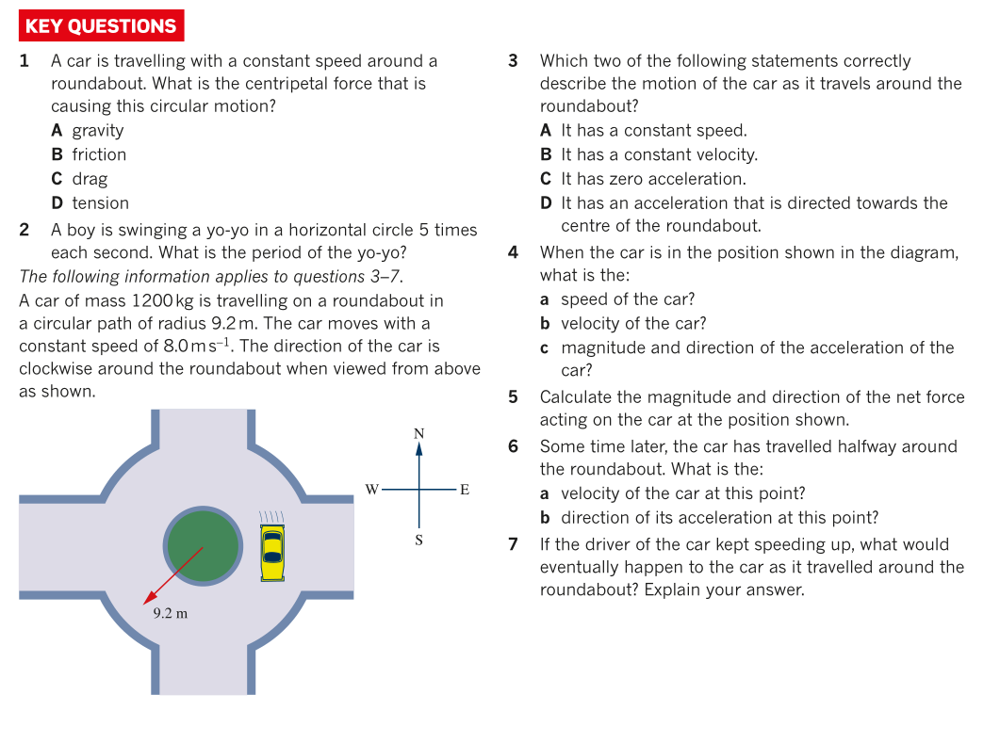 KEY QUESTIONS
1 A car is travelling with a constant speed around a
roundabout. What is the centripetal force that is
causing this circular motion?
A gravity
B friction
C drag
D tension
2 A boy is swinging a yo-yo in a horizontal circle 5 times
each second. What is the period of the yo-yo?
The following information applies to questions 3–7.
A car of mass 1200 kg is travelling on a roundabout in
a circular path of radius 9.2 m. The car moves with a
constant speed of 8.0 m s⁻¹. The direction of the car is
clockwise around the roundabout when viewed from above
as shown.
N
W E
S
9.2 m
3 Which two of the following statements correctly
describe the motion of the car as it travels around the
roundabout?
A It has a constant speed.
B It has a constant velocity.
C It has zero acceleration.
D It has an acceleration that is directed towards the
centre of the roundabout.
4 When the car is in the position shown in the diagram,
what is the:
a speed of the car?
b velocity of the car?
c magnitude and direction of the acceleration of the
car?
5 Calculate the magnitude and direction of the net force
acting on the car at the position shown.
6 Some time later, the car has travelled halfway around
the roundabout. What is the:
a velocity of the car at this point?
b direction of its acceleration at this point?
7 If the driver of the car kept speeding up, what would
eventually happen to the car as it travelled around the
roundabout? Explain your answer.